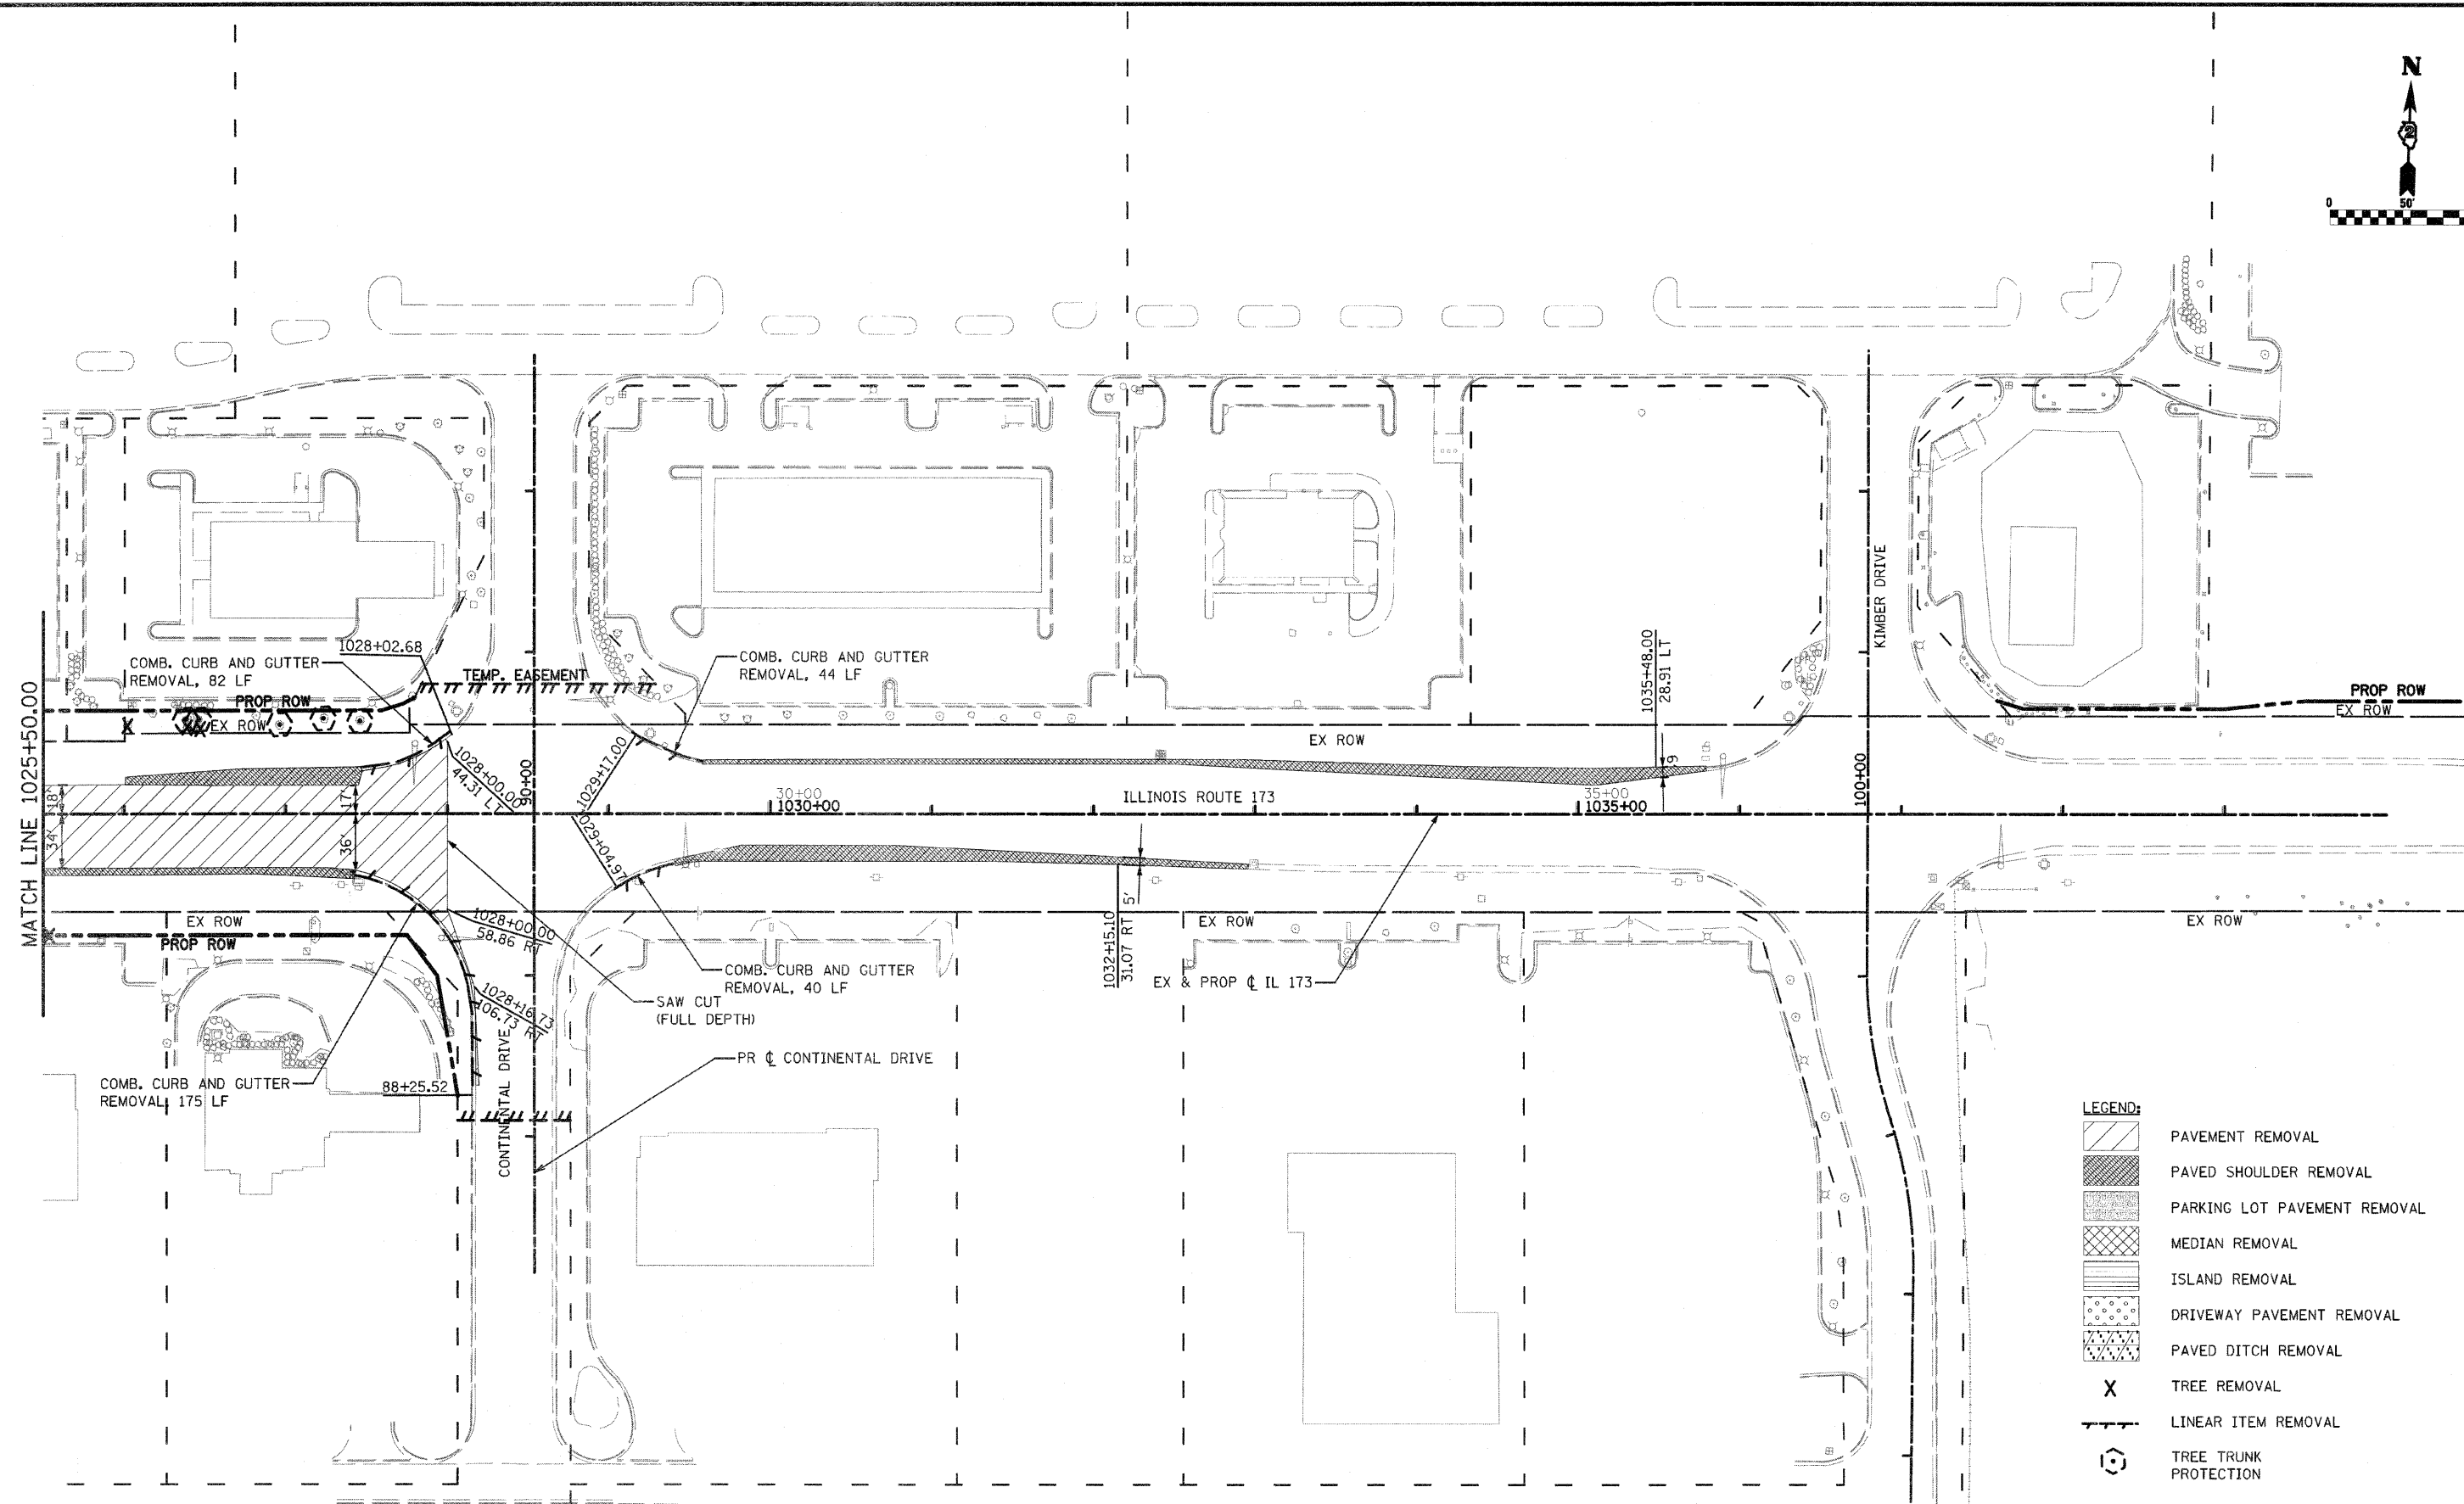 N
2
0
50'
1028+02.68
COMB. CURB AND GUTTER
REMOVAL, 82 LF
TEMP. EASEMENT
COMB. CURB AND GUTTER
REMOVAL, 44 LF
KIMBER DRIVE
1035+48.00
28.91 LT
PROP ROW
EX ROW
PROP ROW
EX ROW
EX ROW
MATCH LINE 1025+50.00
1028+00.00
44.31 LT
90+00
1029+17.00
9
18'
17'
34'
36'
30+00
1030+00
ILLINOIS ROUTE 173
35+00
1035+00
100+00
1029+04.97
EX ROW
PROP ROW
1028+00.00
58.86 RT
5'
1032+15.10
31.07 RT
EX ROW
EX ROW
COMB. CURB AND GUTTER
REMOVAL, 40 LF
EX & PROP ℄ IL 173
1028+16.73
106.73 RT
SAW CUT
(FULL DEPTH)
PR ℄ CONTINENTAL DRIVE
CONTINENTAL DRIVE
COMB. CURB AND GUTTER
REMOVAL, 175 LF
88+25.52
LEGEND:
PAVEMENT REMOVAL
PAVED SHOULDER REMOVAL
PARKING LOT PAVEMENT REMOVAL
MEDIAN REMOVAL
ISLAND REMOVAL
DRIVEWAY PAVEMENT REMOVAL
PAVED DITCH REMOVAL
X TREE REMOVAL
LINEAR ITEM REMOVAL
TREE TRUNK
PROTECTION